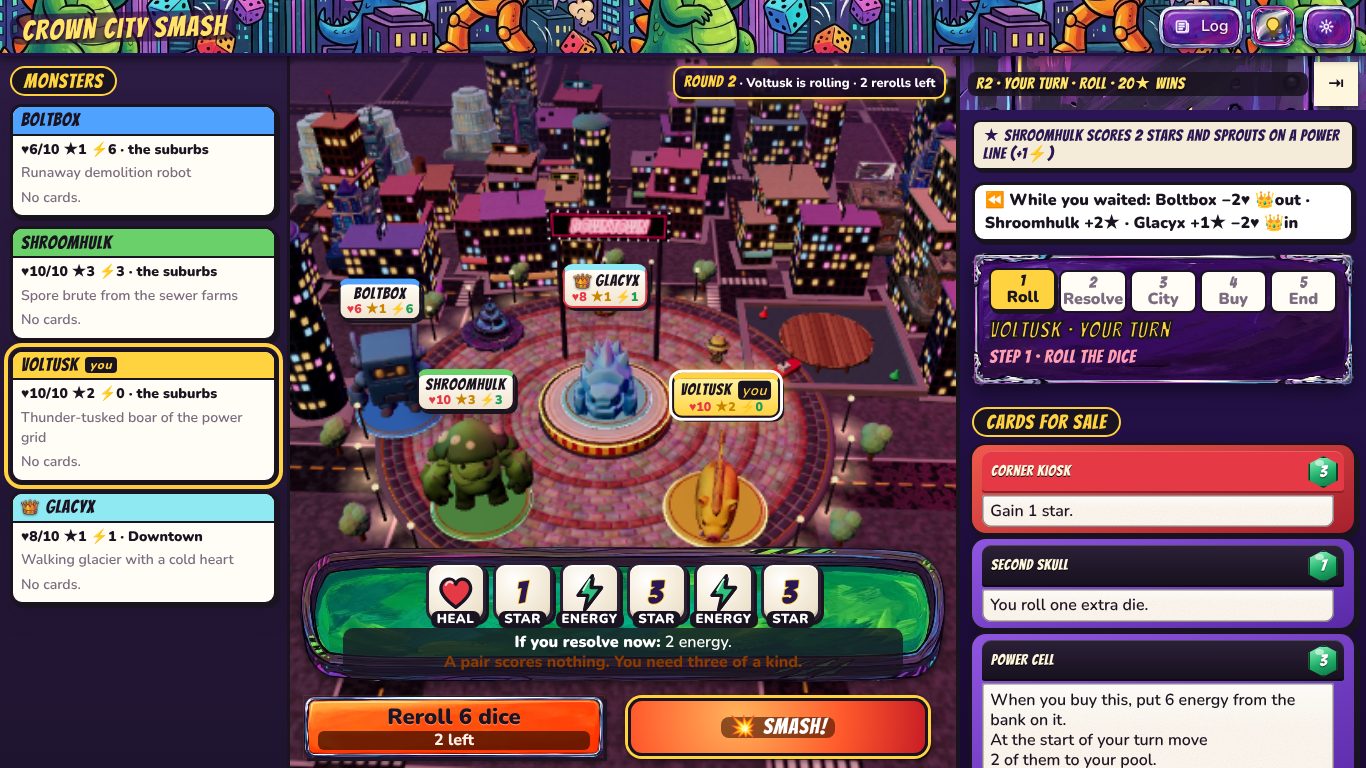 CROWN CITY SMASH
Log
MONSTERS
BOLTBOX
♥6/10 ★1 ⚡6 · the suburbs
Runaway demolition robot
No cards.
SHROOMHULK
♥10/10 ★3 ⚡3 · the suburbs
Spore brute from the sewer farms
No cards.
VOLTUSK you
♥10/10 ★2 ⚡0 · the suburbs
Thunder-tusked boar of the power
grid
No cards.
👑 GLACYX
♥8/10 ★1 ⚡1 · Downtown
Walking glacier with a cold heart
No cards.
ROUND 2 · Voltusk is rolling · 2 rerolls left
DOWNTOWN
👑 GLACYX
♥8 ★1 ⚡1
BOLTBOX
♥6 ★1 ⚡6
SHROOMHULK
♥10 ★3 ⚡3
VOLTUSK you
♥10 ★2 ⚡0
1 3 3
HEAL STAR ENERGY STAR ENERGY STAR
If you resolve now: 2 energy.
A pair scores nothing. You need three of a kind.
Reroll 6 dice
2 left
💥 SMASH!
R2 · YOUR TURN · ROLL · 20★ WINS
★ SHROOMHULK SCORES 2 STARS AND SPROUTS ON A POWER
LINE (+1⚡)
⏪ While you waited: Boltbox −2♥ 👑out ·
Shroomhulk +2★ · Glacyx +1★ −2♥ 👑in
1 2 3 4 5
Roll Resolve City Buy End
VOLTUSK · YOUR TURN
STEP 1 · ROLL THE DICE
CARDS FOR SALE
CORNER KIOSK 3
Gain 1 star.
SECOND SKULL 7
You roll one extra die.
POWER CELL 3
When you buy this, put 6 energy from the
bank on it.
At the start of your turn move
2 of them to your pool.